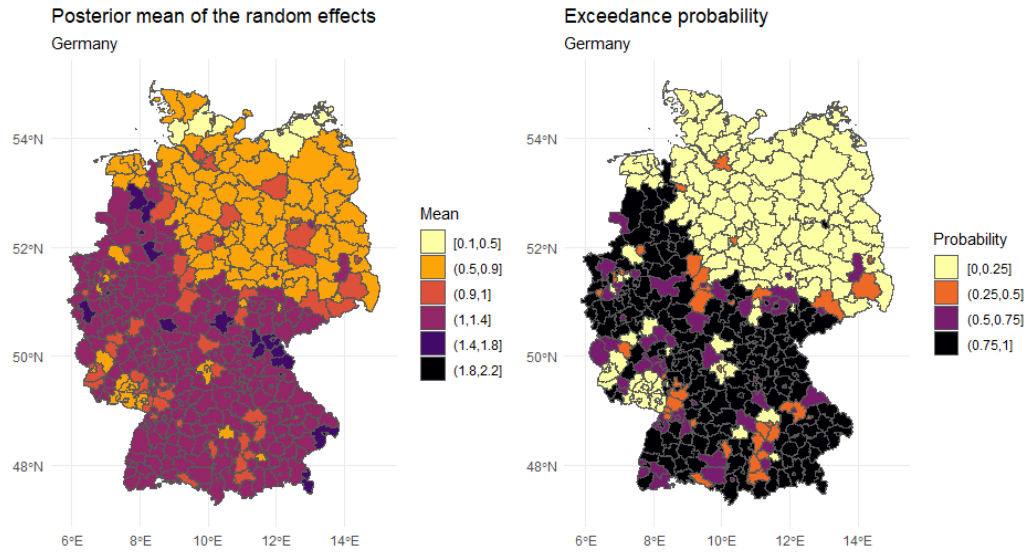 Posterior mean of the random effects
Germany
54°N
52°N
50°N
48°N
6°E
8°E
10°E
12°E
14°E
Mean
[0.1,0.5]
(0.5,0.9]
(0.9,1]
(1,1.4]
(1.4,1.8]
(1.8,2.2]
Exceedance probability
Germany
54°N
52°N
50°N
48°N
6°E
8°E
10°E
12°E
14°E
Probability
[0,0.25]
(0.25,0.5]
(0.5,0.75]
(0.75,1]